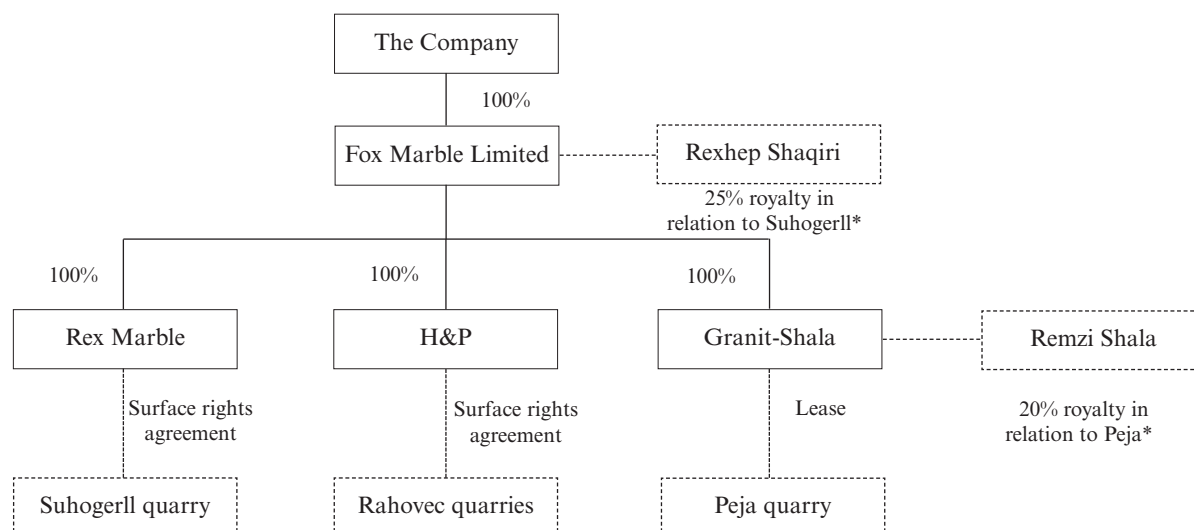 The Company
100%
Fox Marble Limited
Rexhep Shaqiri
25% royalty in
relation to Suhogerll*
100%
100%
100%
Rex Marble
H&P
Granit-Shala
Remzi Shala
Surface rights
agreement
Surface rights
agreement
Lease
20% royalty in
relation to Peja*
Suhogerll quarry
Rahovec quarries
Peja quarry